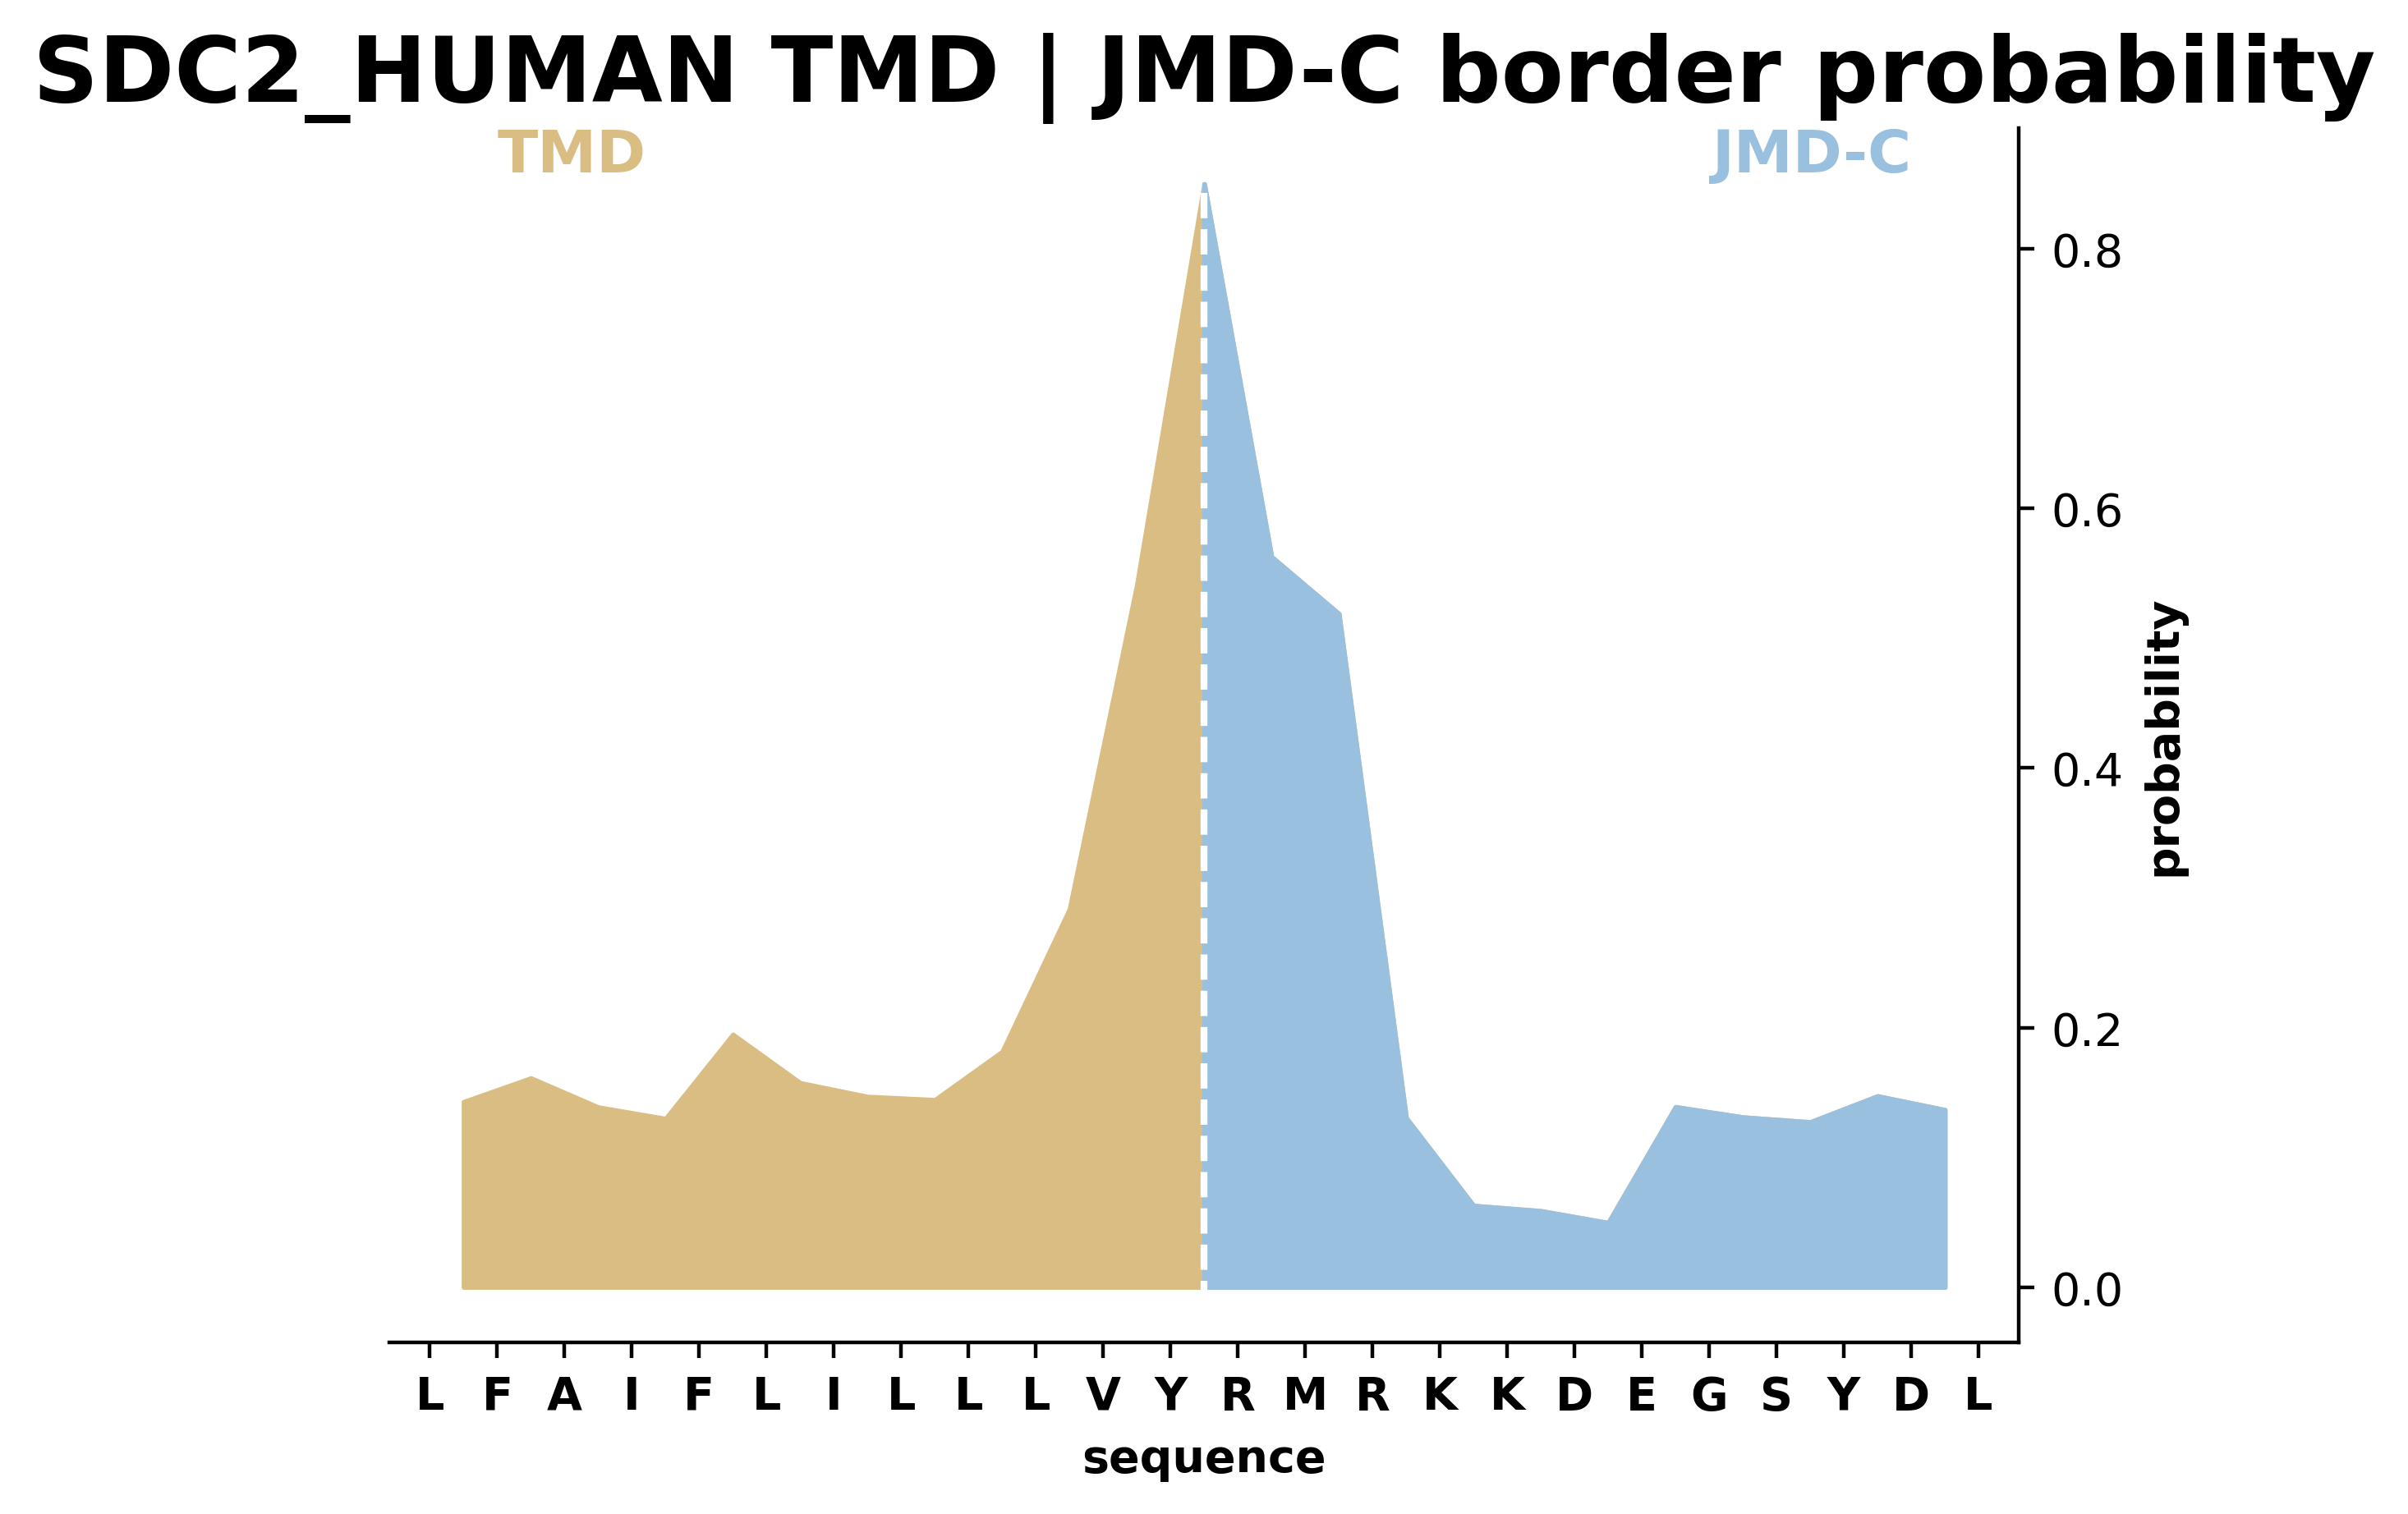 SDC2_HUMAN TMD | JMD-C border probability
TMD
JMD-C
0.8
0.6
0.4
0.2
0.0
probability
L F A I F L I L L L V Y R M R K K D E G S Y D L
sequence